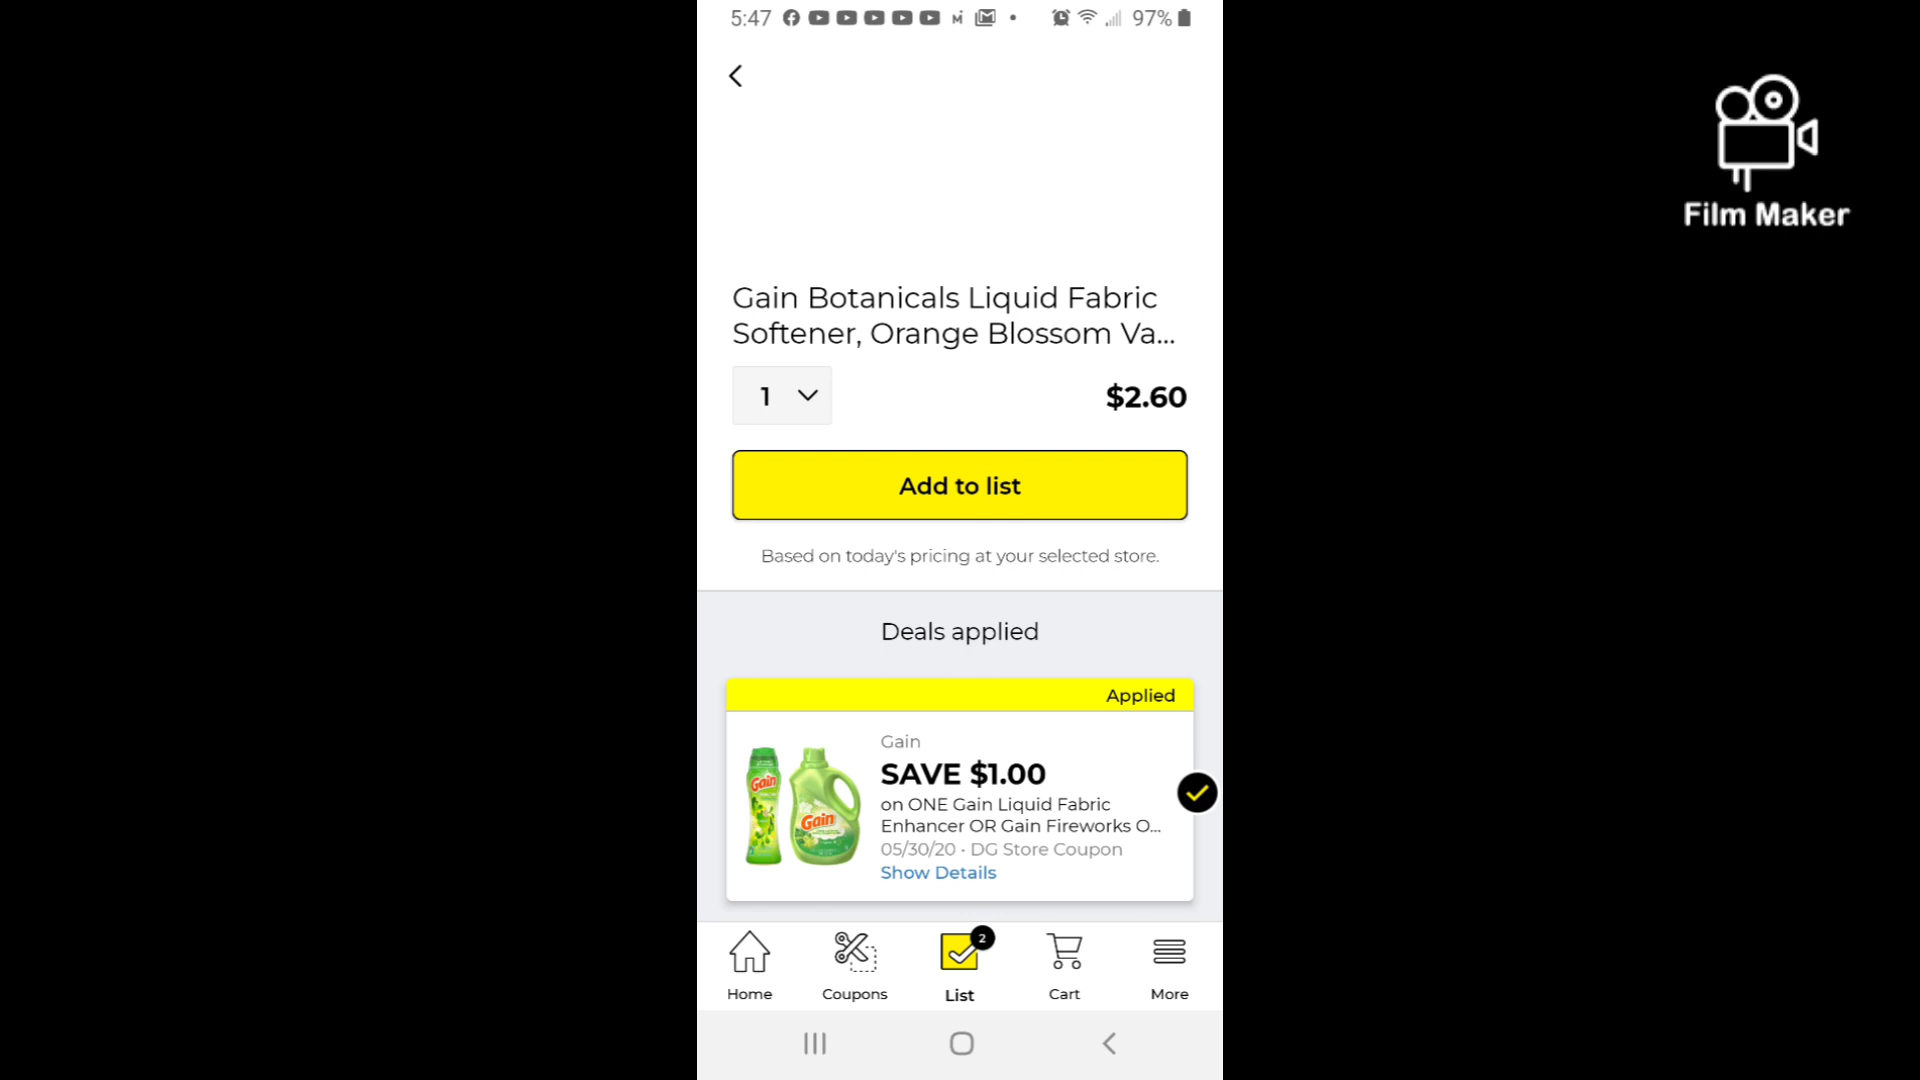 5:47
97%
Film Maker
Gain Botanicals Liquid Fabric
Softener, Orange Blossom Va...
1
$2.60
Add to list
Based on today's pricing at your selected store.
Deals applied
Applied
Gain
SAVE $1.00
on ONE Gain Liquid Fabric
Enhancer OR Gain Fireworks O...
05/30/20 • DG Store Coupon
Show Details
Gain
Gain
2
Home
Coupons
List
Cart
More